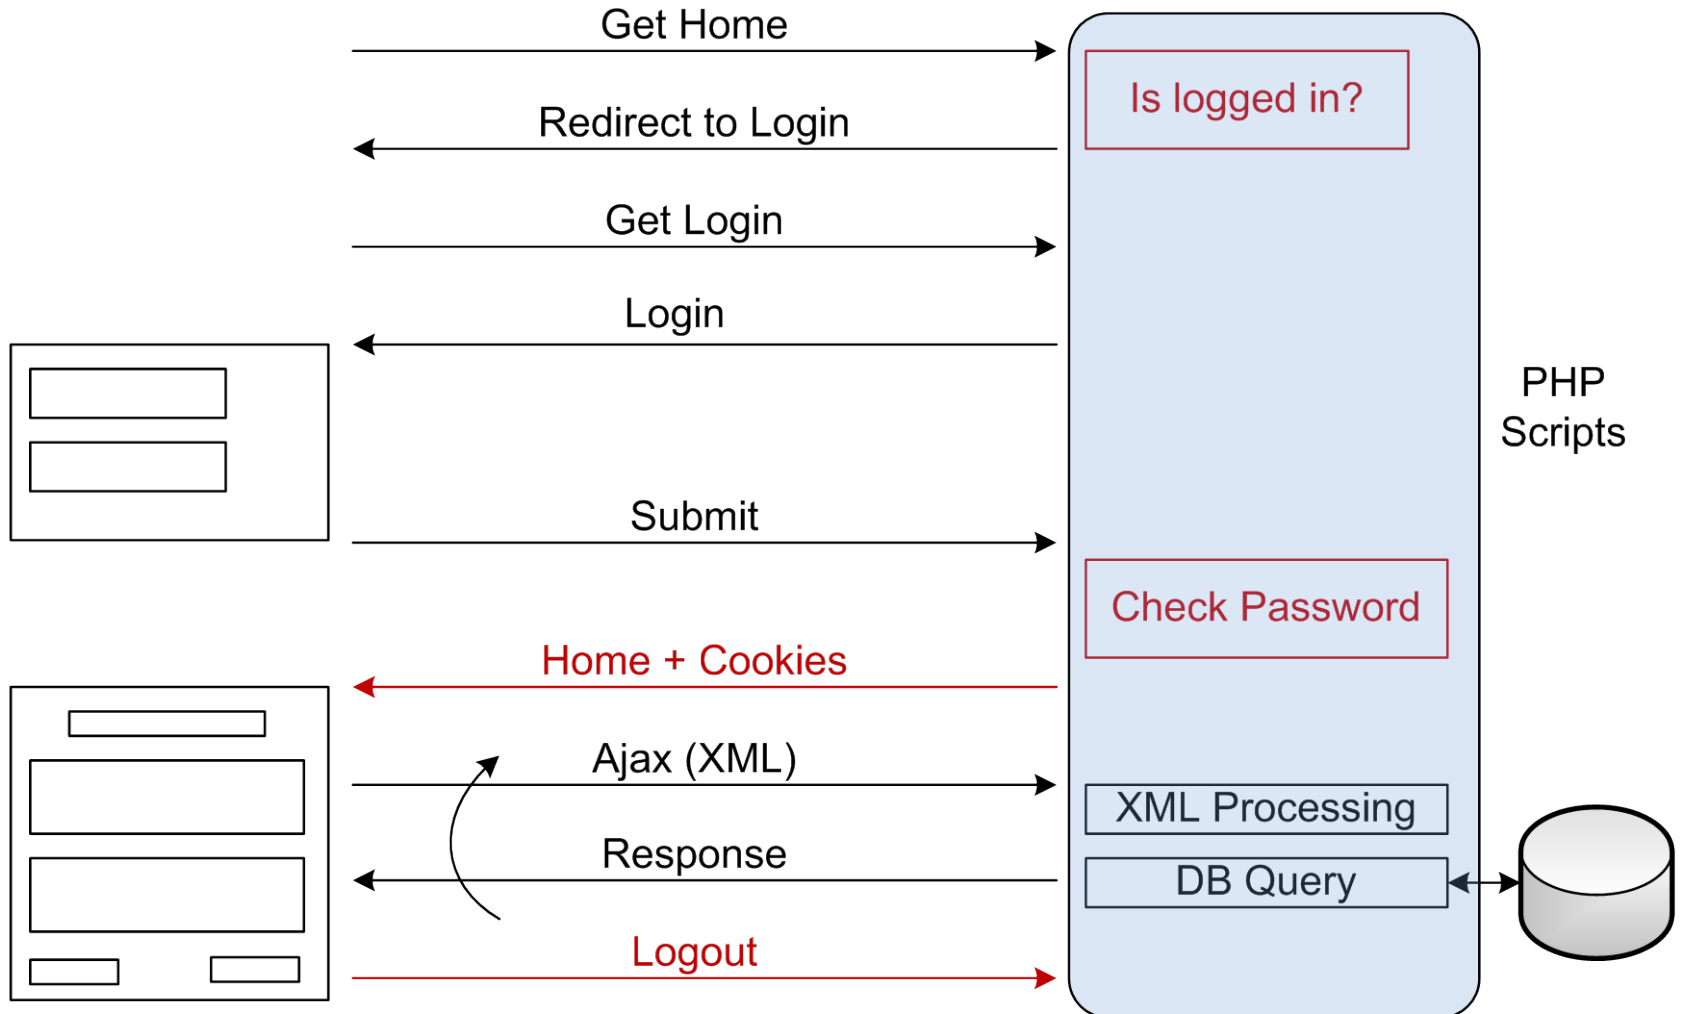 Get Home
Is logged in?
Redirect to Login
Get Login
Login
PHP
Scripts
Submit
Check Password
Home + Cookies
Ajax (XML)
XML Processing
Response
DB Query
Logout